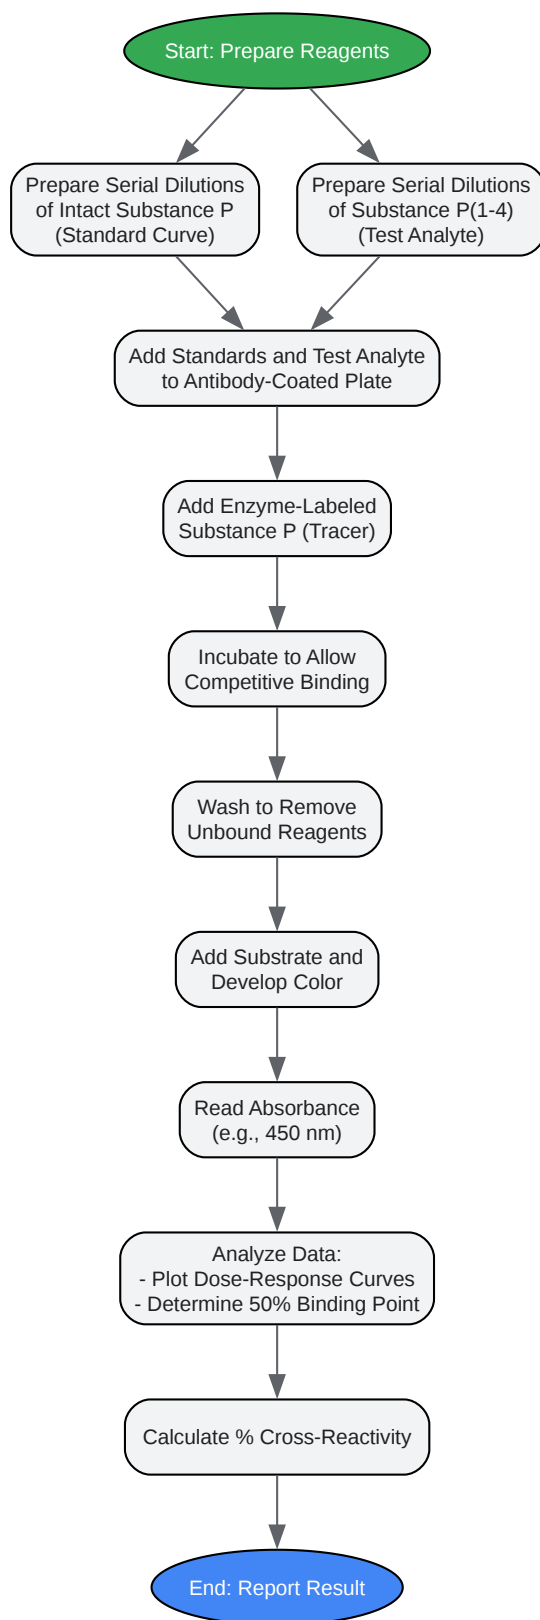 Start: Prepare Reagents
Prepare Serial Dilutions
of Intact Substance P
(Standard Curve)
Prepare Serial Dilutions
of Substance P(1-4)
(Test Analyte)
Add Standards and Test Analyte
to Antibody-Coated Plate
Add Enzyme-Labeled
Substance P (Tracer)
Incubate to Allow
Competitive Binding
Wash to Remove
Unbound Reagents
Add Substrate and
Develop Color
Read Absorbance
(e.g., 450 nm)
Analyze Data:
- Plot Dose-Response Curves
- Determine 50% Binding Point
Calculate % Cross-Reactivity
End: Report Result